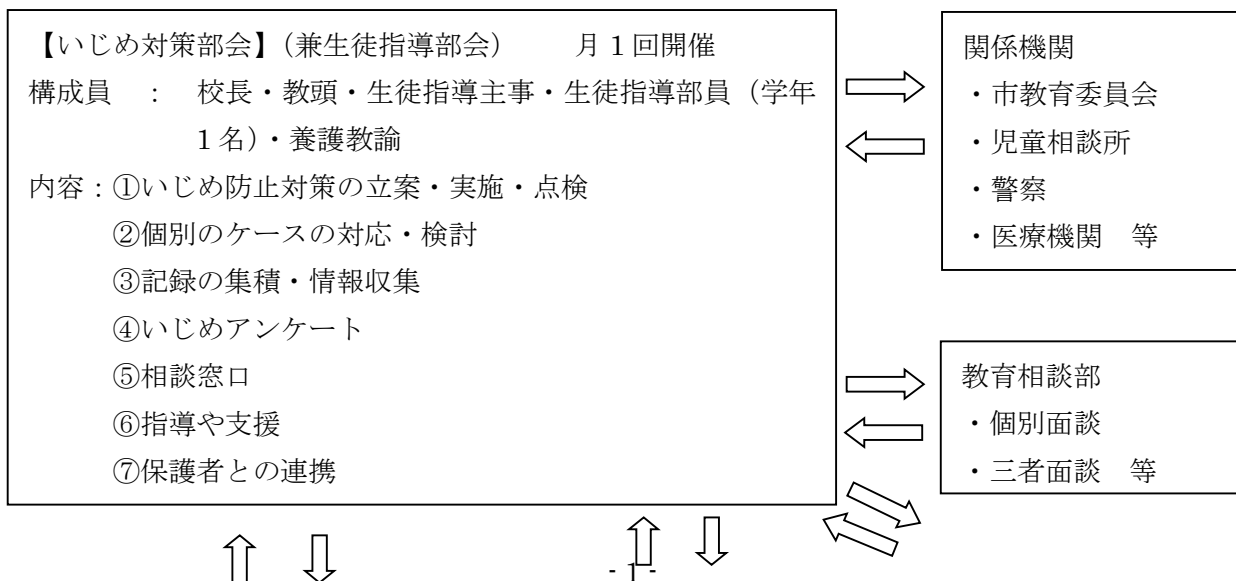 【いじめ対策部会】（兼生徒指導部会）　　月１回開催
構成員　：　校長・教頭・生徒指導主事・生徒指導部員（学年
１名）・養護教諭
内容：①いじめ防止対策の立案・実施・点検
②個別のケースの対応・検討
③記録の集積・情報収集
④いじめアンケート
⑤相談窓口
⑥指導や支援
⑦保護者との連携
関係機関
・市教育委員会
・児童相談所
・警察
・医療機関　等
教育相談部
・個別面談
・三者面談　等
- 1 -